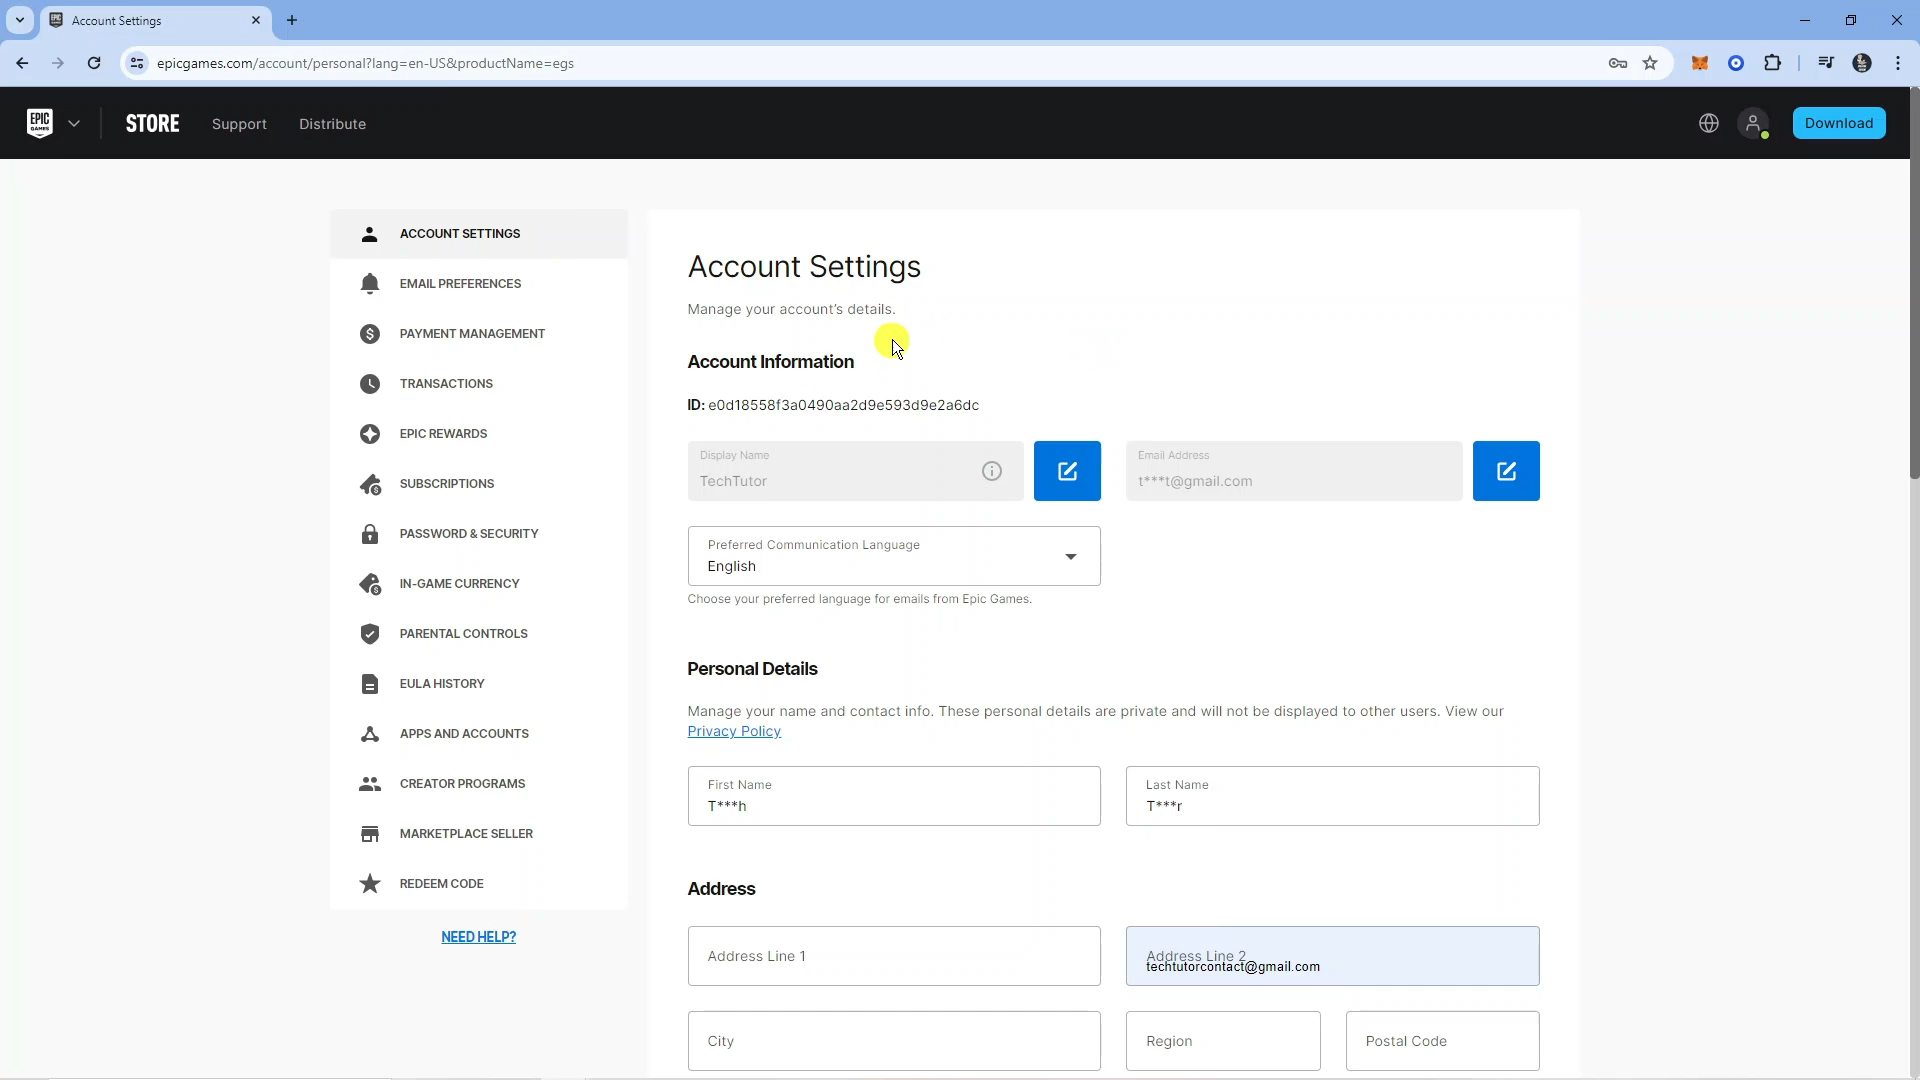 Account Settings
epicgames.com/account/personal?lang=en-US&productName=egs
EPIC GAMES
STORE
Support
Distribute
Download
ACCOUNT SETTINGS
EMAIL PREFERENCES
PAYMENT MANAGEMENT
TRANSACTIONS
EPIC REWARDS
SUBSCRIPTIONS
PASSWORD & SECURITY
IN-GAME CURRENCY
PARENTAL CONTROLS
EULA HISTORY
APPS AND ACCOUNTS
CREATOR PROGRAMS
MARKETPLACE SELLER
REDEEM CODE
NEED HELP?
Account Settings
Manage your account's details.
Account Information
ID: e0d18558f3a0490aa2d9e593d9e2a6dc
Display Name
TechTutor
Email Address
t***t@gmail.com
Preferred Communication Language
English
Choose your preferred language for emails from Epic Games.
Personal Details
Manage your name and contact info. These personal details are private and will not be displayed to other users. View our
Privacy Policy
First Name
T***h
Last Name
T***r
Address
Address Line 1
Address Line 2
techtutorcontact@gmail.com
City
Region
Postal Code